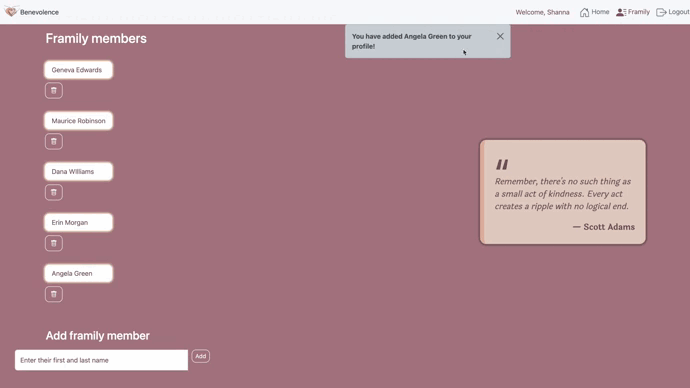 Benevolence
Welcome, Shanna
Home
Framily
Logout
You have added Angela Green to your
profile!
Framily members
Geneva Edwards
Maurice Robinson
Dana Williams
Erin Morgan
Angela Green
"
Remember, there's no such thing as
a small act of kindness. Every act
creates a ripple with no logical end.
— Scott Adams
Add framily member
Enter their first and last name
Add